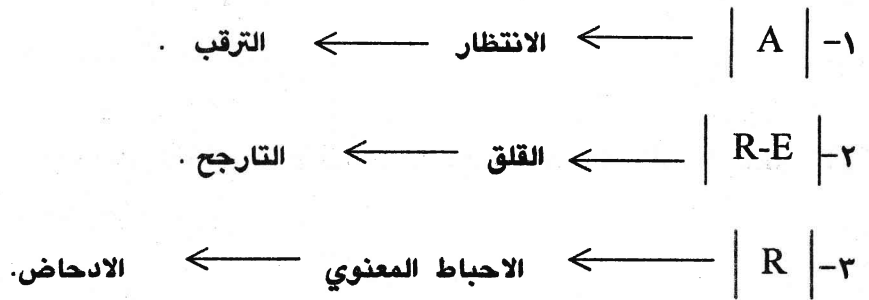 ١- | A | ← الانتظار ← الترقب .
٢- | R-E | ← القلق ← التارجح .
٣- | R | ← الاحباط المعنوي ← الادحاض.